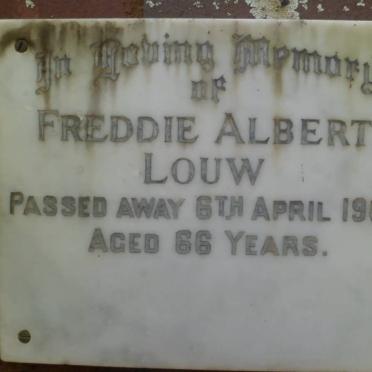 In Loving Memory
of
FREDDIE ALBERT
LOUW
PASSED AWAY 6TH APRIL
AGED 66 YEARS.